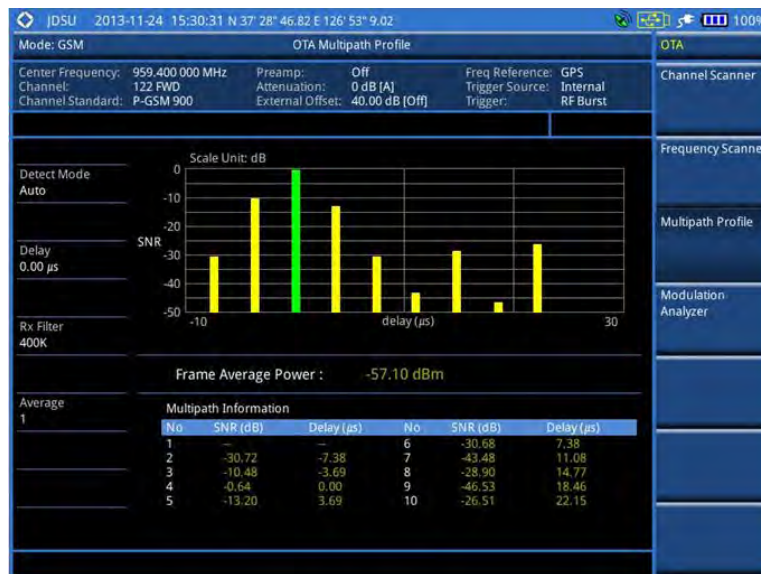 JDSU 2013-11-24 15:30:31 N 37' 28" 46.82 E 126' 53" 9.02 100%
Mode: GSM OTA Multipath Profile OTA
Center Frequency: 959.400 000 MHz Preamp: Off Freq Reference: GPS
Channel: 122 FWD Attenuation: 0 dB [A] Trigger Source: Internal
Channel Standard: P-GSM 900 External Offset: 40.00 dB [Off] Trigger: RF Burst
Channel Scanner
Frequency Scanne
Multipath Profile
Modulation
Analyzer
Detect Mode
Auto
Delay
0.00 µs
Rx Filter
400K
Average
1
Scale Unit: dB
0
-10
-20
SNR
-30
-40
-50
-10 delay (µs) 30
Frame Average Power : -57.10 dBm
Multipath Information
No SNR (dB) Delay (µs) No SNR (dB) Delay (µs)
1 -- -- 6 -30.68 7.38
2 -30.72 -7.38 7 -43.48 11.08
3 -10.48 -3.69 8 -28.90 14.77
4 -0.64 0.00 9 -46.53 18.46
5 -13.20 3.69 10 -26.51 22.15